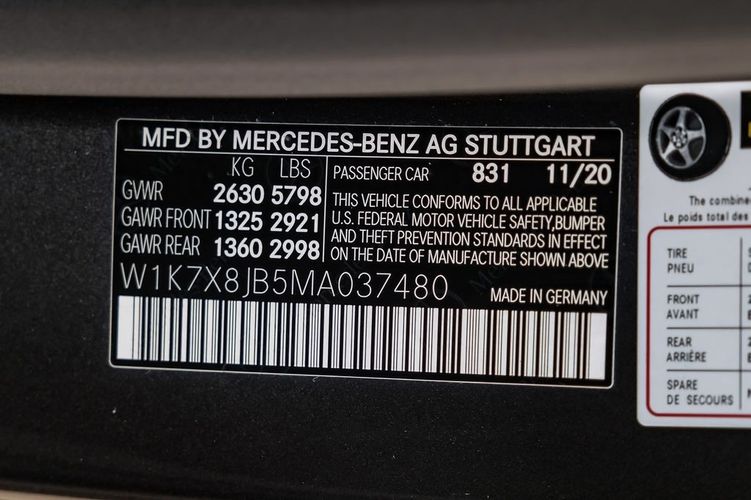 MFD BY MERCEDES-BENZ AG STUTTGART
KG LBS
GVWR 2630 5798
GAWR FRONT 1325 2921
GAWR REAR 1360 2998
PASSENGER CAR 831 11/20
THIS VEHICLE CONFORMS TO ALL APPLICABLE
U.S. FEDERAL MOTOR VEHICLE SAFETY,BUMPER
AND THEFT PREVENTION STANDARDS IN EFFECT
ON THE DATE OF MANUFACTURE SHOWN ABOVE
W1K7X8JB5MA037480
MADE IN GERMANY
The combine
Le poids total des
TIRE
PNEU
FRONT
AVANT
REAR
ARRIÈRE
SPARE
DE SECOURS